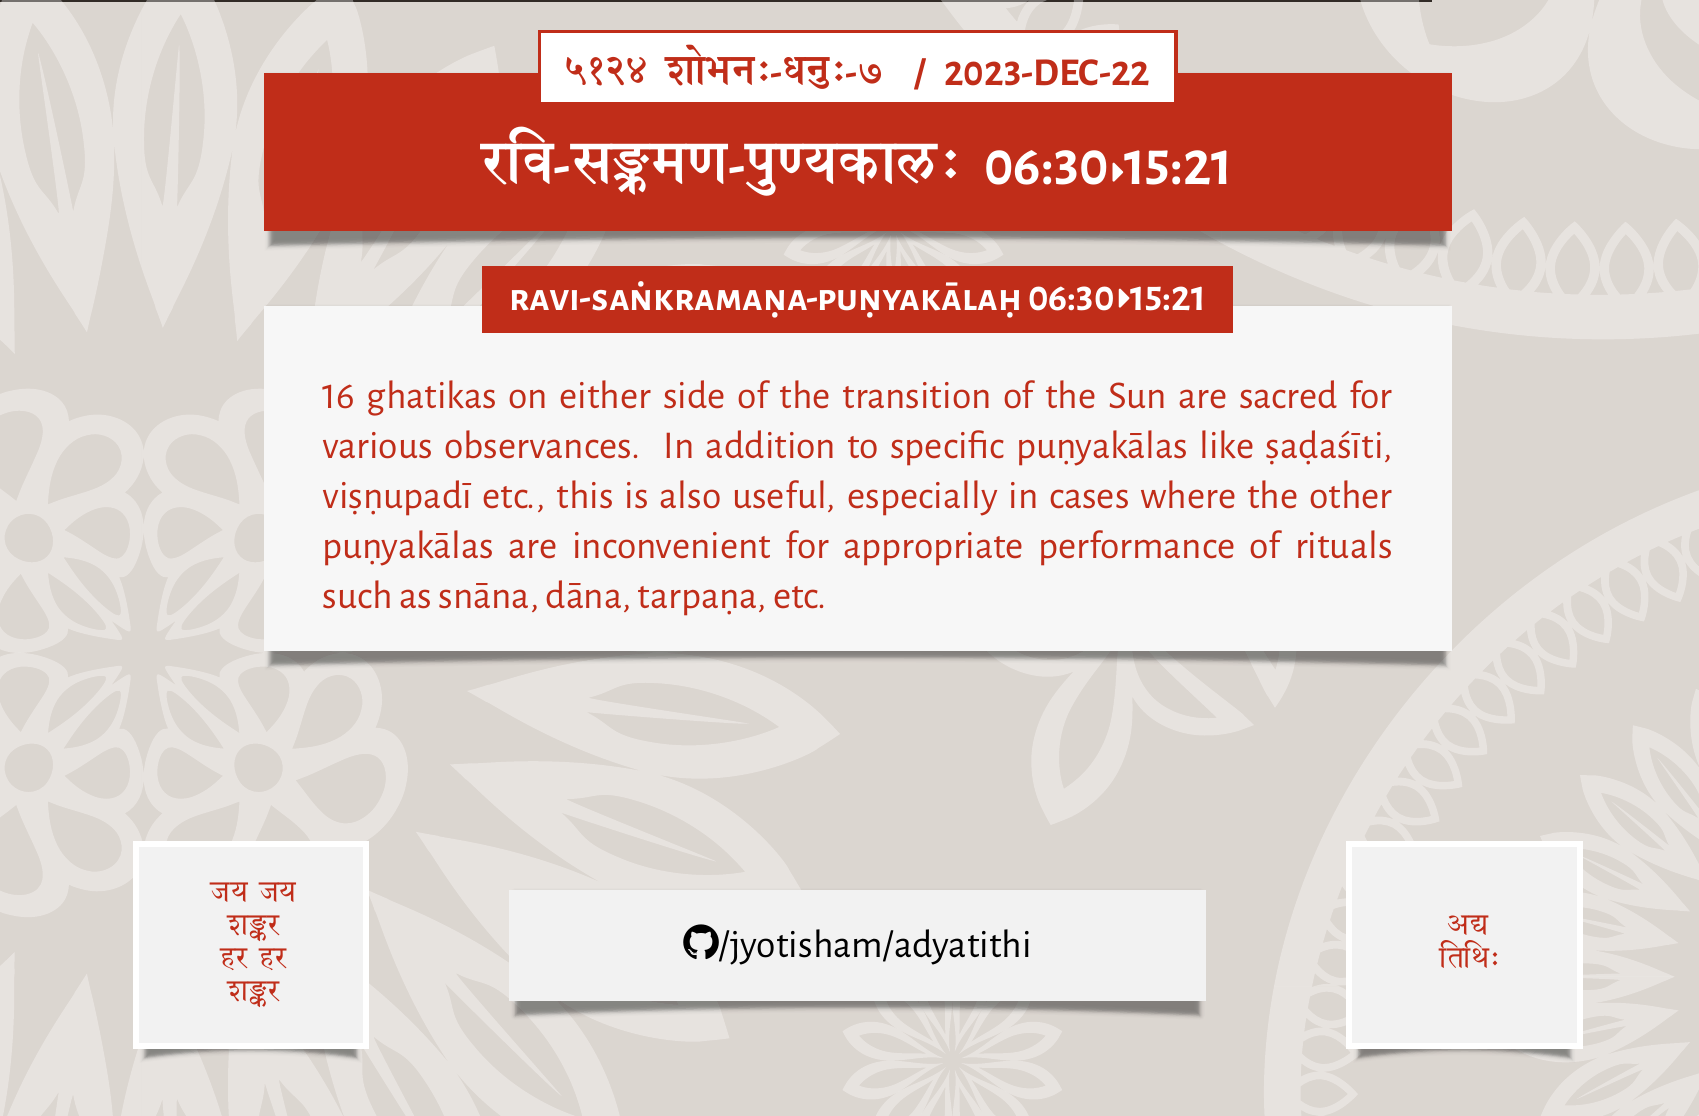 ५१२४ शोभनः-धनुः-७ / 2023-DEC-22
रवि-सङ्क्रमण-पुण्यकालः 06:30▸15:21
RAVI-SAṄKRAMAṆA-PUṆYAKĀLAḤ 06:30▸15:21
16 ghatikas on either side of the transition of the Sun are sacred for
various observances. In addition to specific puṇyakālas like ṣaḍaśīti,
viṣṇupadī etc., this is also useful, especially in cases where the other
puṇyakālas are inconvenient for appropriate performance of rituals
such as snāna, dāna, tarpaṇa, etc.
जय जय
शङ्कर
हर हर
शङ्कर
/jyotisham/adyatithi
अद्य
तिथिः